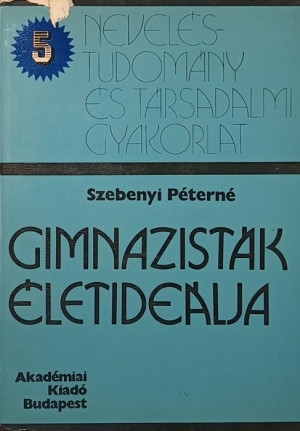 5
NEVELÉS-
TUDOMÁNY
ÉS TÁRSADALMI
GYAKORLAT
Szebenyi Péterné
GIMNAZISTÁK
ÉLETIDEÁLJA
Akadémiai
Kiadó
Budapest